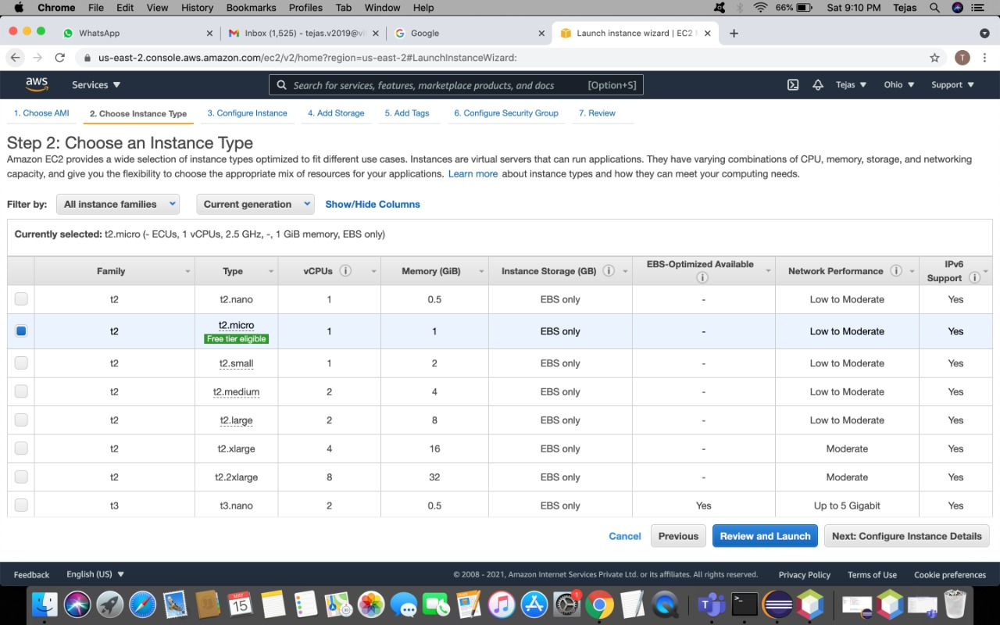 Chrome File Edit View History Bookmarks Profiles Tab Window Help 66% Sat 9:10 PM Tejas
WhatsApp Inbox (1,525) - tejas.v2019@vi Google Launch instance wizard | EC2
us-east-2.console.aws.amazon.com/ec2/v2/home?region=us-east-2#LaunchInstanceWizard: T
aws Services Search for services, features, marketplace products, and docs [Option+S] Tejas Ohio Support
1. Choose AMI 2. Choose Instance Type 3. Configure Instance 4. Add Storage 5. Add Tags 6. Configure Security Group 7. Review
Step 2: Choose an Instance Type
Amazon EC2 provides a wide selection of instance types optimized to fit different use cases. Instances are virtual servers that can run applications. They have varying combinations of CPU, memory, storage, and networking
capacity, and give you the flexibility to choose the appropriate mix of resources for your applications. Learn more about instance types and how they can meet your computing needs.
Filter by: All instance families Current generation Show/Hide Columns
Currently selected: t2.micro (- ECUs, 1 vCPUs, 2.5 GHz, -, 1 GiB memory, EBS only)
Family Type vCPUs Memory (GiB) Instance Storage (GB) EBS-Optimized Available Network Performance IPv6 Support
t2 t2.nano 1 0.5 EBS only - Low to Moderate Yes
t2 t2.micro Free tier eligible 1 1 EBS only - Low to Moderate Yes
t2 t2.small 1 2 EBS only - Low to Moderate Yes
t2 t2.medium 2 4 EBS only - Low to Moderate Yes
t2 t2.large 2 8 EBS only - Low to Moderate Yes
t2 t2.xlarge 4 16 EBS only - Moderate Yes
t2 t2.2xlarge 8 32 EBS only - Moderate Yes
t3 t3.nano 2 0.5 EBS only Yes Up to 5 Gigabit Yes
Cancel Previous Review and Launch Next: Configure Instance Details
Feedback English (US) © 2008 - 2021, Amazon Internet Services Private Ltd. or its affiliates. All rights reserved. Privacy Policy Terms of Use Cookie preferences
MAY 15 1